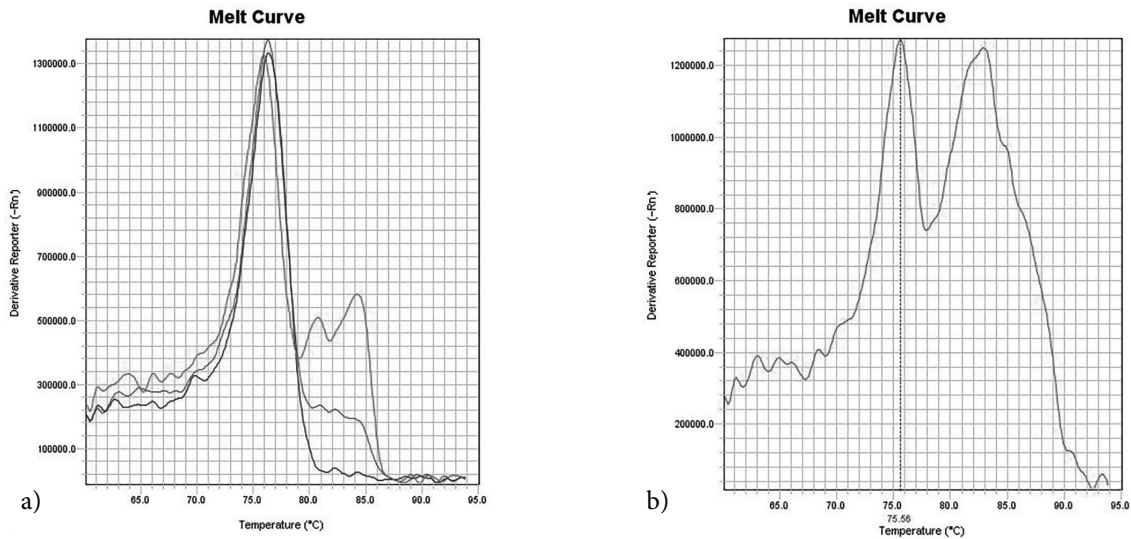 Melt Curve
Derivative Reporter (−Rn')
1300000.0
1100000.0
900000.0
700000.0
500000.0
300000.0
100000.0
65.0 70.0 75.0 80.0 85.0 90.0 95.0
Temperature (°C)
a)
Melt Curve
Derivative Reporter (−Rn')
1200000.0
1000000.0
800000.0
600000.0
400000.0
200000.0
65.0 70.0 75.0 80.0 85.0 90.0 95.0
75.56
Temperature (°C)
b)